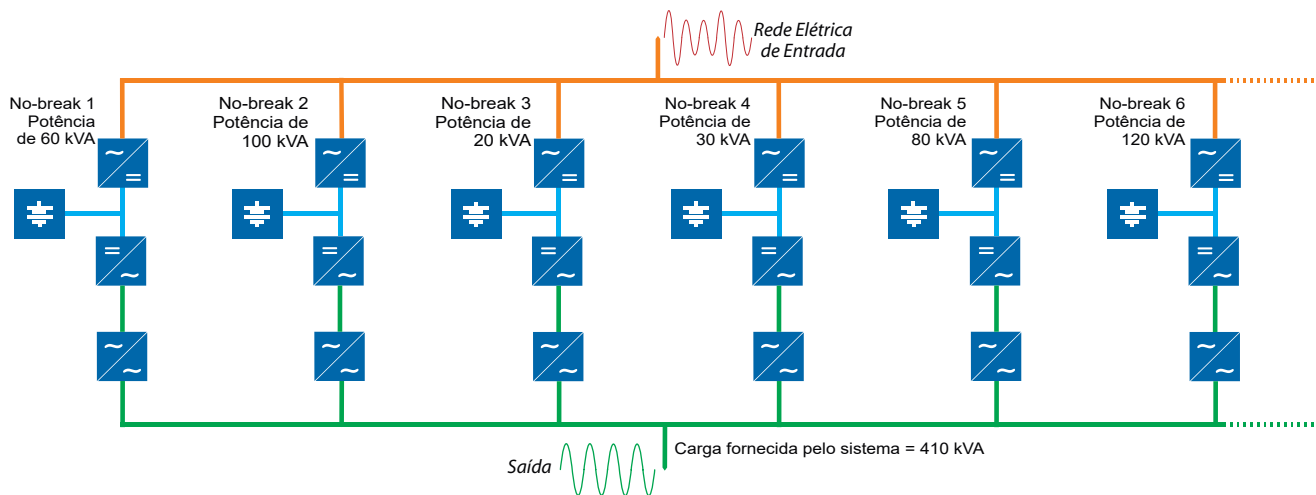 Rede Elétrica
de Entrada
No-break 1
Potência
de 60 kVA
No-break 2
Potência de
100 kVA
No-break 3
Potência de
20 kVA
No-break 4
Potência de
30 kVA
No-break 5
Potência de
80 kVA
No-break 6
Potência de
120 kVA
Carga fornecida pelo sistema = 410 kVA
Saída